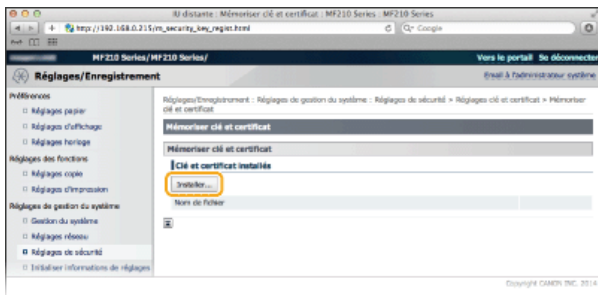 IU distante : Mémoriser clé et certificat : MF210 Series : MF210 Series
http://192.168.0.215/m_security_key_regist.html
Google
MF210 Series/MF210 Series/
Vers le portail Se déconnecter
Réglages/Enregistrement
Email à l'administrateur système
Préférences
Réglages papier
Réglages d'affichage
Réglages horloge
Réglages des fonctions
Réglages copie
Réglages d'impression
Réglages de gestion du système
Gestion du système
Réglages réseau
Réglages de sécurité
Initialiser informations de réglages
Réglages/Enregistrement : Réglages de gestion du système : Réglages de sécurité > Réglages clé et certificat > Mémoriser
clé et certificat
Mémoriser clé et certificat
Mémoriser clé et certificat
Clé et certificat installés
Installer...
Nom de fichier
Copyright CANON INC. 2014